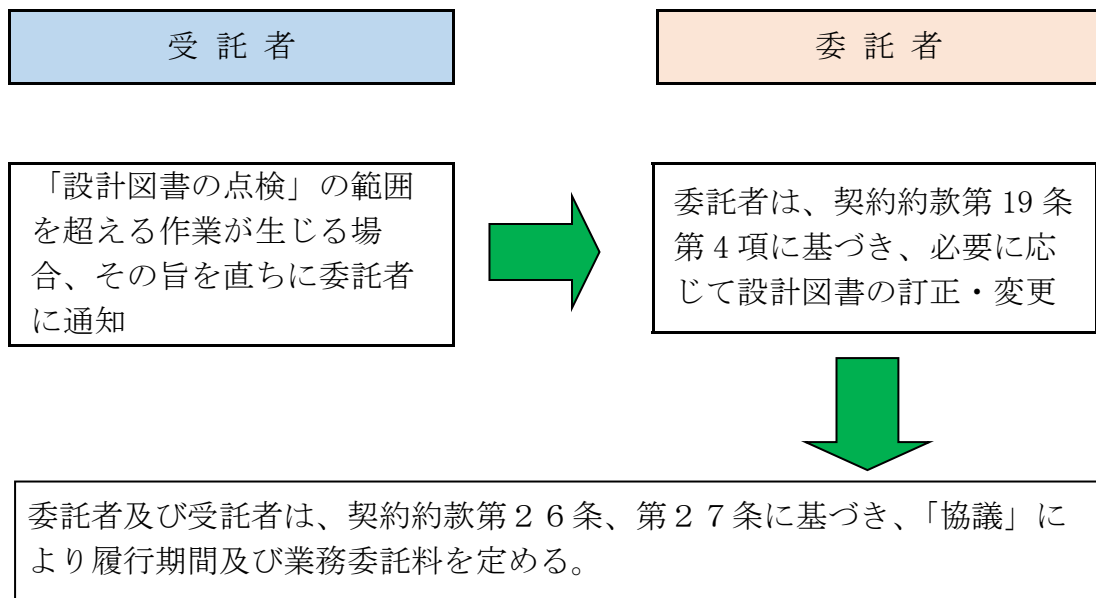 受 託 者
委 託 者
「設計図書の点検」の範囲
を超える作業が生じる場
合、その旨を直ちに委託者
に通知
委託者は、契約約款第 19 条
第 4 項に基づき、必要に応
じて設計図書の訂正・変更
委託者及び受託者は、契約約款第２６条、第２７条に基づき、「協議」に
より履行期間及び業務委託料を定める。